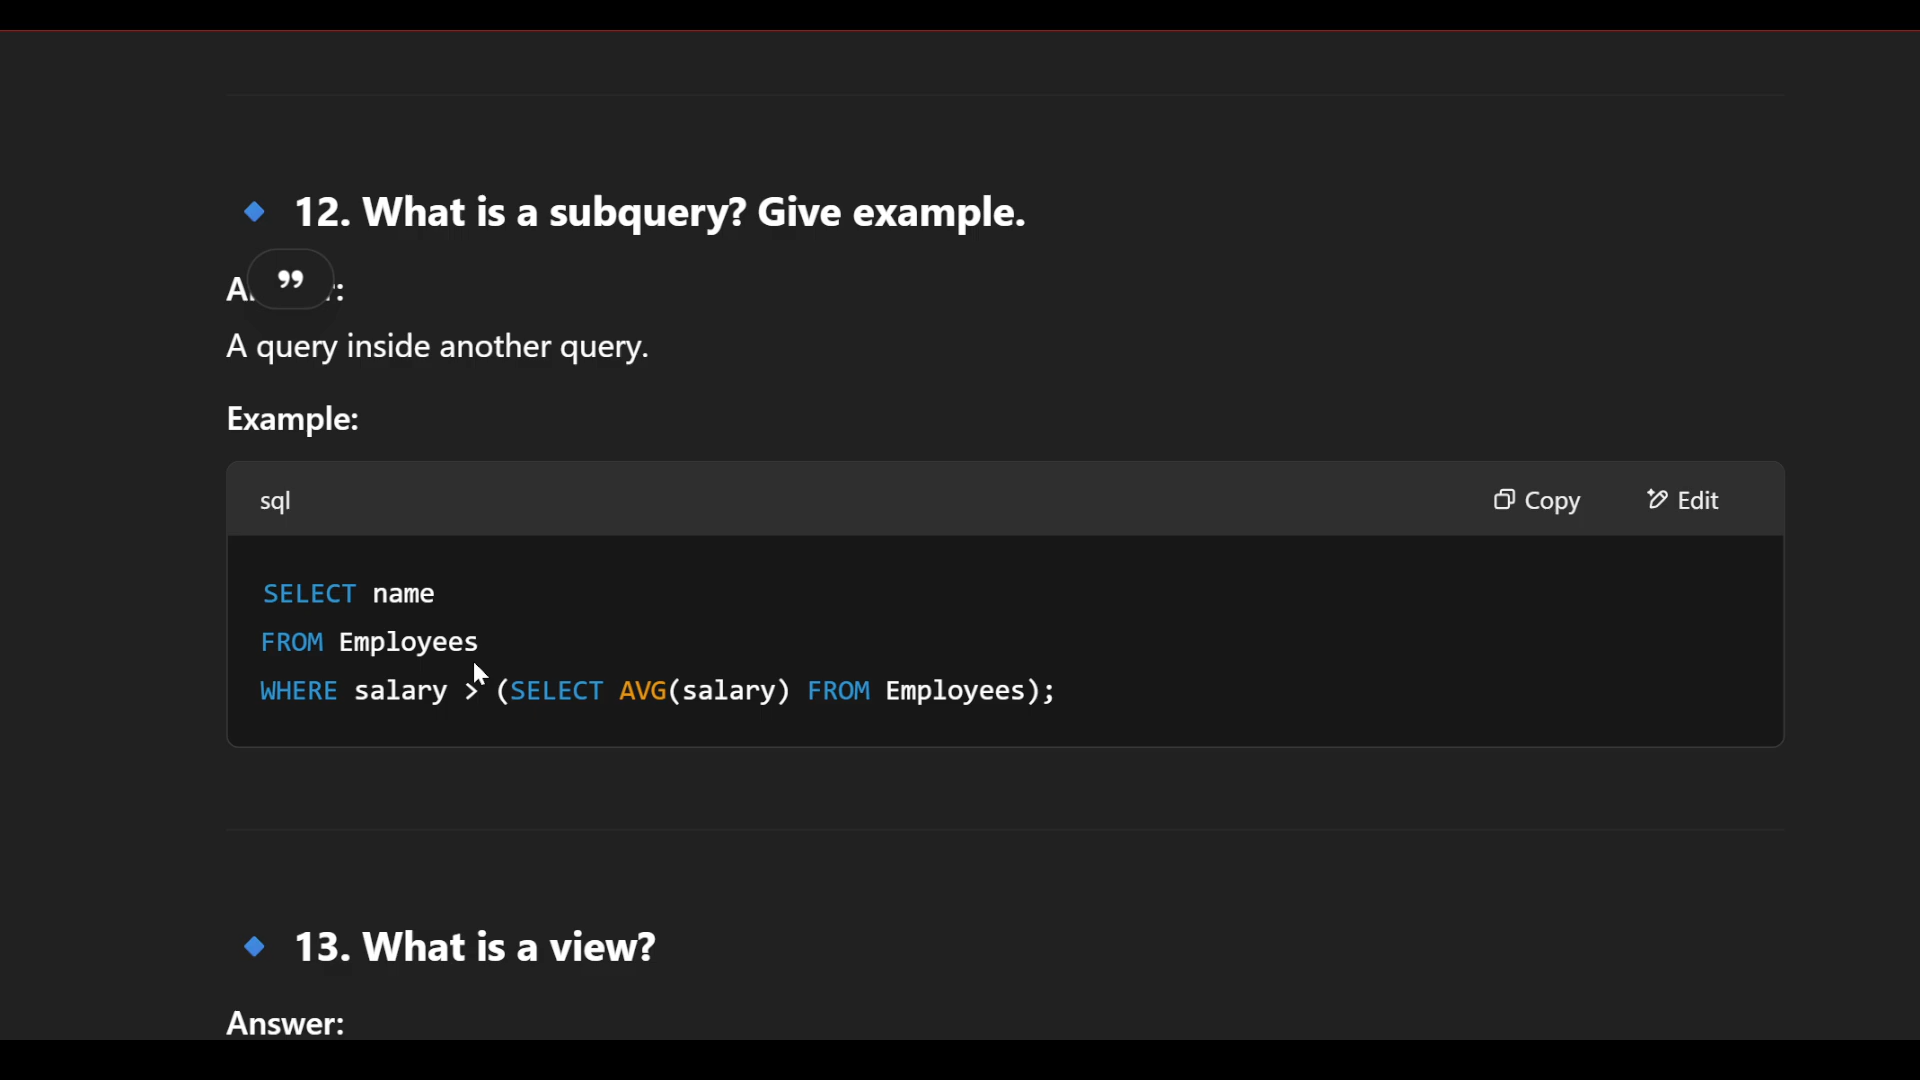 12. What is a subquery? Give example.
”
A query inside another query.
Example:
sql
Copy
Edit
SELECT name
FROM Employees
WHERE salary > (SELECT AVG(salary) FROM Employees);
13. What is a view?
Answer: